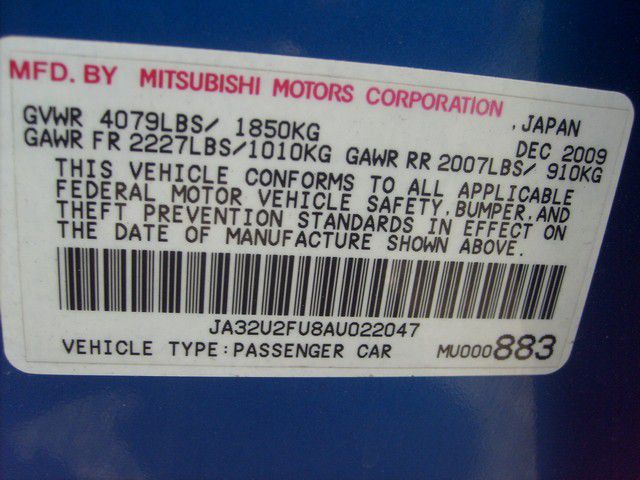 MFD. BY MITSUBISHI MOTORS CORPORATION , JAPAN
GVWR 4079LBS/ 1850KG DEC 2009
GAWR FR 2227LBS/1010KG GAWR RR 2007LBS/ 910KG
THIS VEHICLE CONFORMS TO ALL APPLICABLE
FEDERAL MOTOR VEHICLE SAFETY,BUMPER,AND
THEFT PREVENTION STANDARDS IN EFFECT ON
THE DATE OF MANUFACTURE SHOWN ABOVE.
JA32U2FU8AU022047
VEHICLE TYPE:PASSENGER CAR MU000883